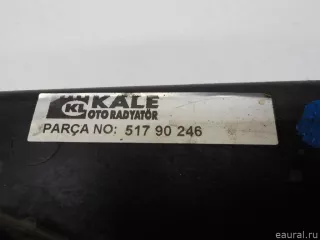 KL KALE
OTO RADYATÖR
PARÇA NO: 517 90 246
© eaural.ru